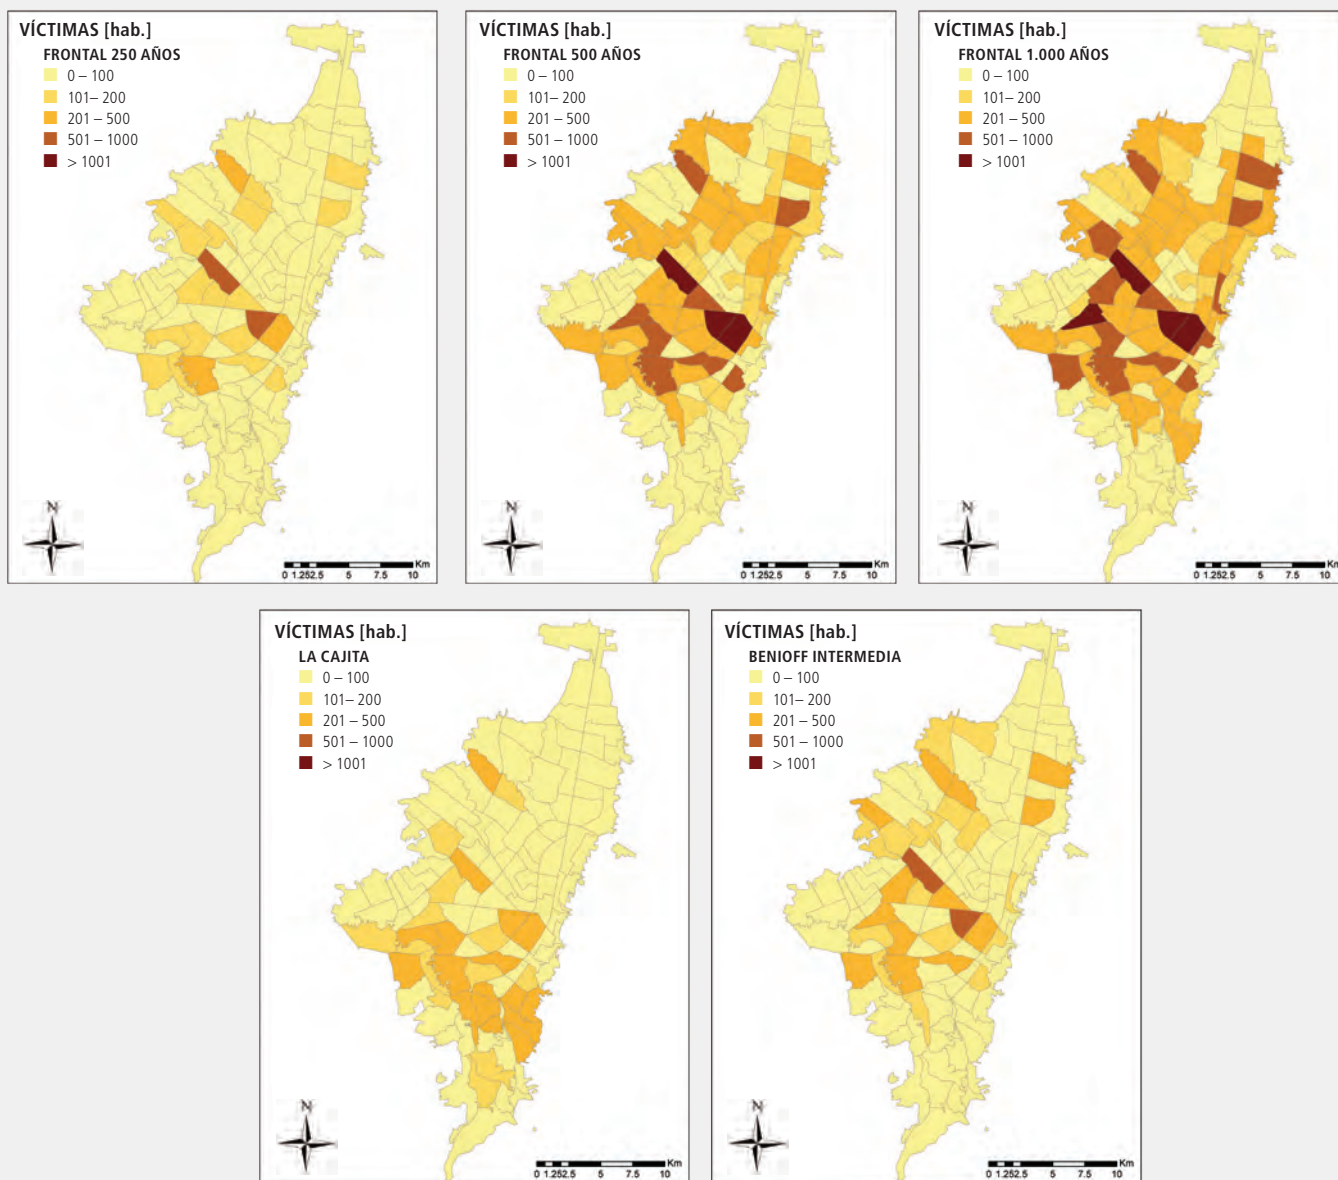 VÍCTIMAS [hab.]
FRONTAL 250 AÑOS
0 – 100
101– 200
201 – 500
501 – 1000
> 1001
N
Km
0 1.252.5 5 7.5 10
VÍCTIMAS [hab.]
FRONTAL 500 AÑOS
0 – 100
101– 200
201 – 500
501 – 1000
> 1001
N
Km
0 1.252.5 5 7.5 10
VÍCTIMAS [hab.]
FRONTAL 1.000 AÑOS
0 – 100
101– 200
201 – 500
501 – 1000
> 1001
N
Km
0 1.252.5 5 7.5 10
VÍCTIMAS [hab.]
LA CAJITA
0 – 100
101– 200
201 – 500
501 – 1000
> 1001
N
Km
0 1.252.5 5 7.5 10
VÍCTIMAS [hab.]
BENIOFF INTERMEDIA
0 – 100
101– 200
201 – 500
501 – 1000
> 1001
N
Km
0 1.252.5 5 7.5 10